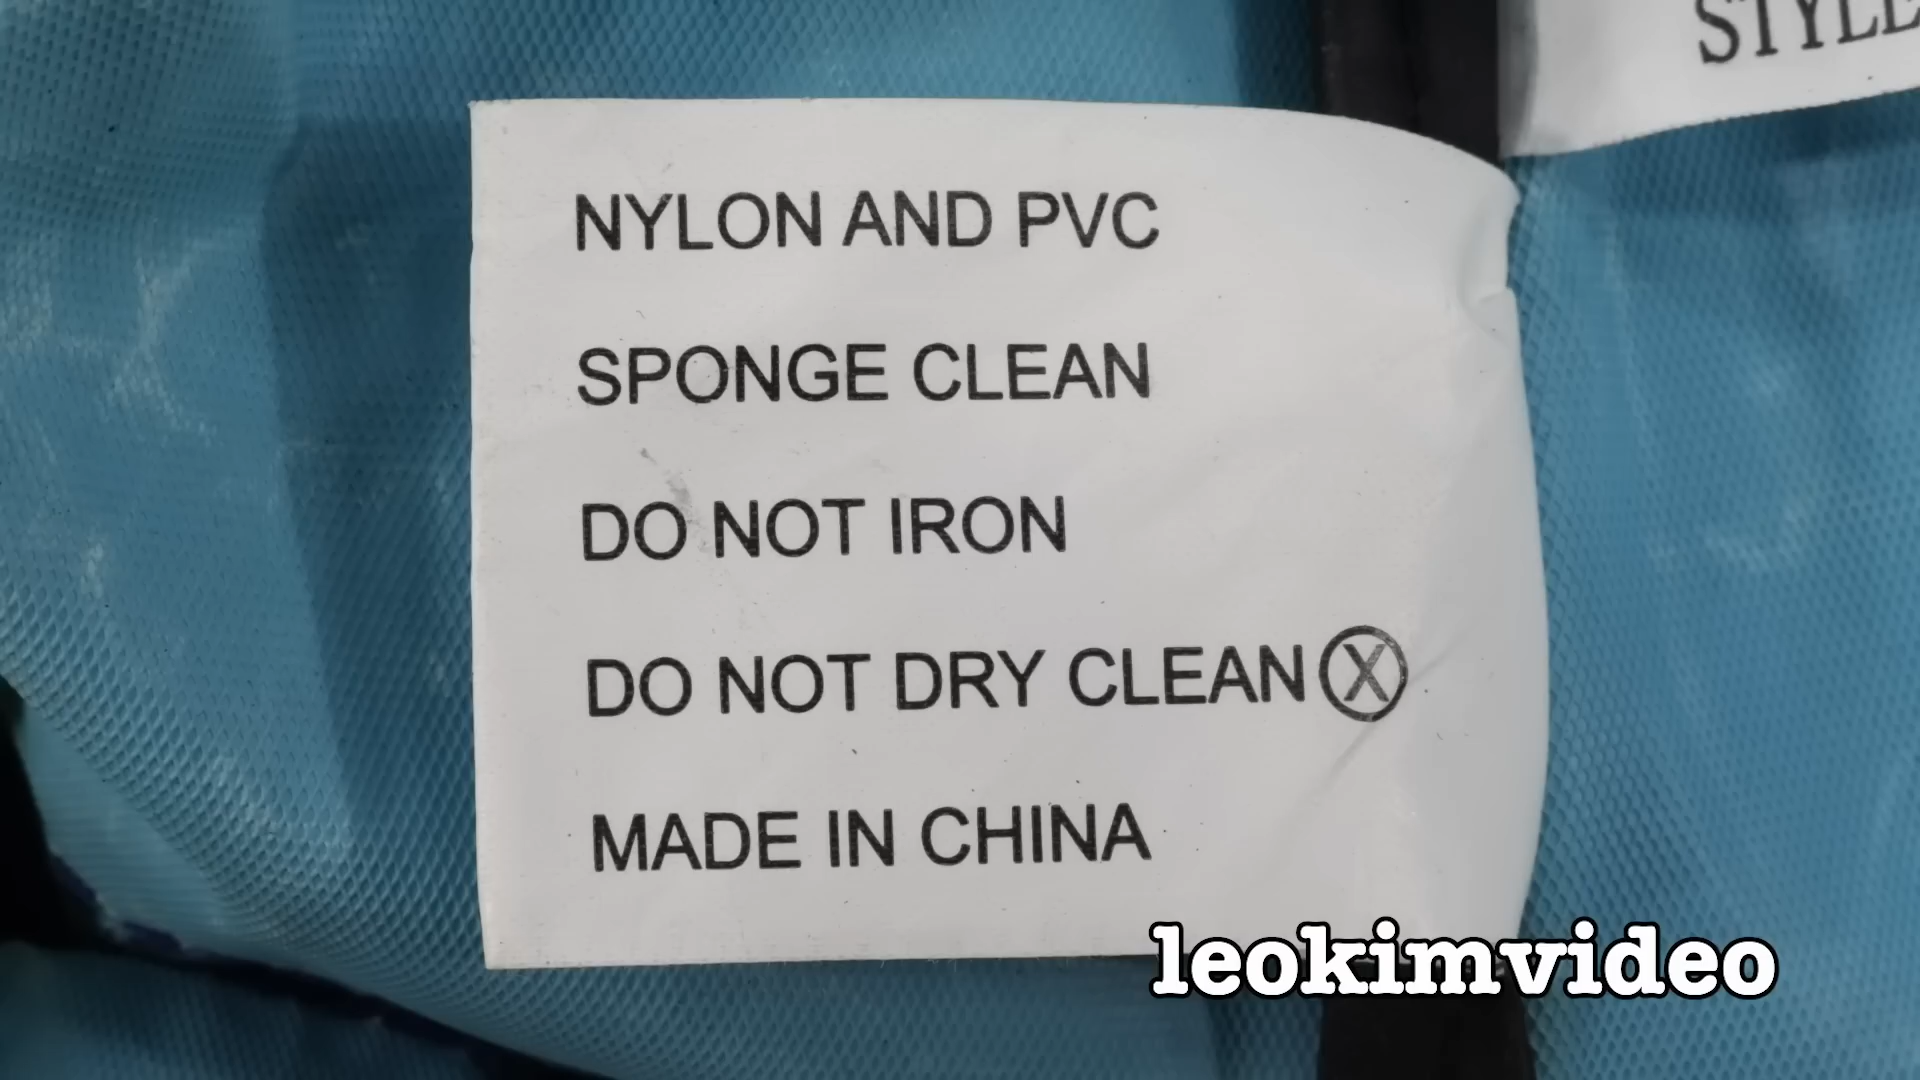 STYLE
NYLON AND PVC
SPONGE CLEAN
DO NOT IRON
DO NOT DRY CLEAN Ⓧ
MADE IN CHINA
leokimvideo